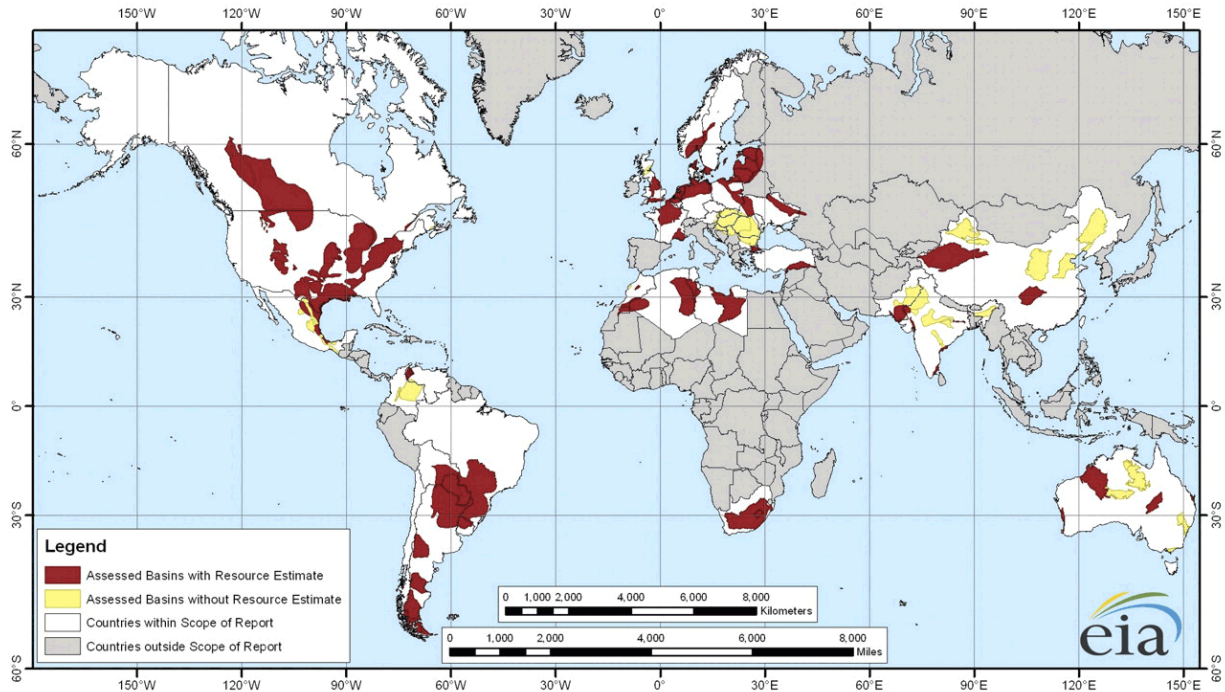 150°W 120°W 90°W 60°W 30°W 0° 30°E 60°E 90°E 120°E 150°E
60°N 60°N
30°N 30°N
0° 0°
30°S 30°S
60°S 60°S
Legend
Assessed Basins with Resource Estimate
Assessed Basins without Resource Estimate
Countries within Scope of Report
Countries outside Scope of Report
0 1,000 2,000 4,000 6,000 8,000
Kilometers
0 1,000 2,000 4,000 6,000 8,000
Miles
eia
150°W 120°W 90°W 60°W 30°W 0° 30°E 60°E 90°E 120°E 150°E